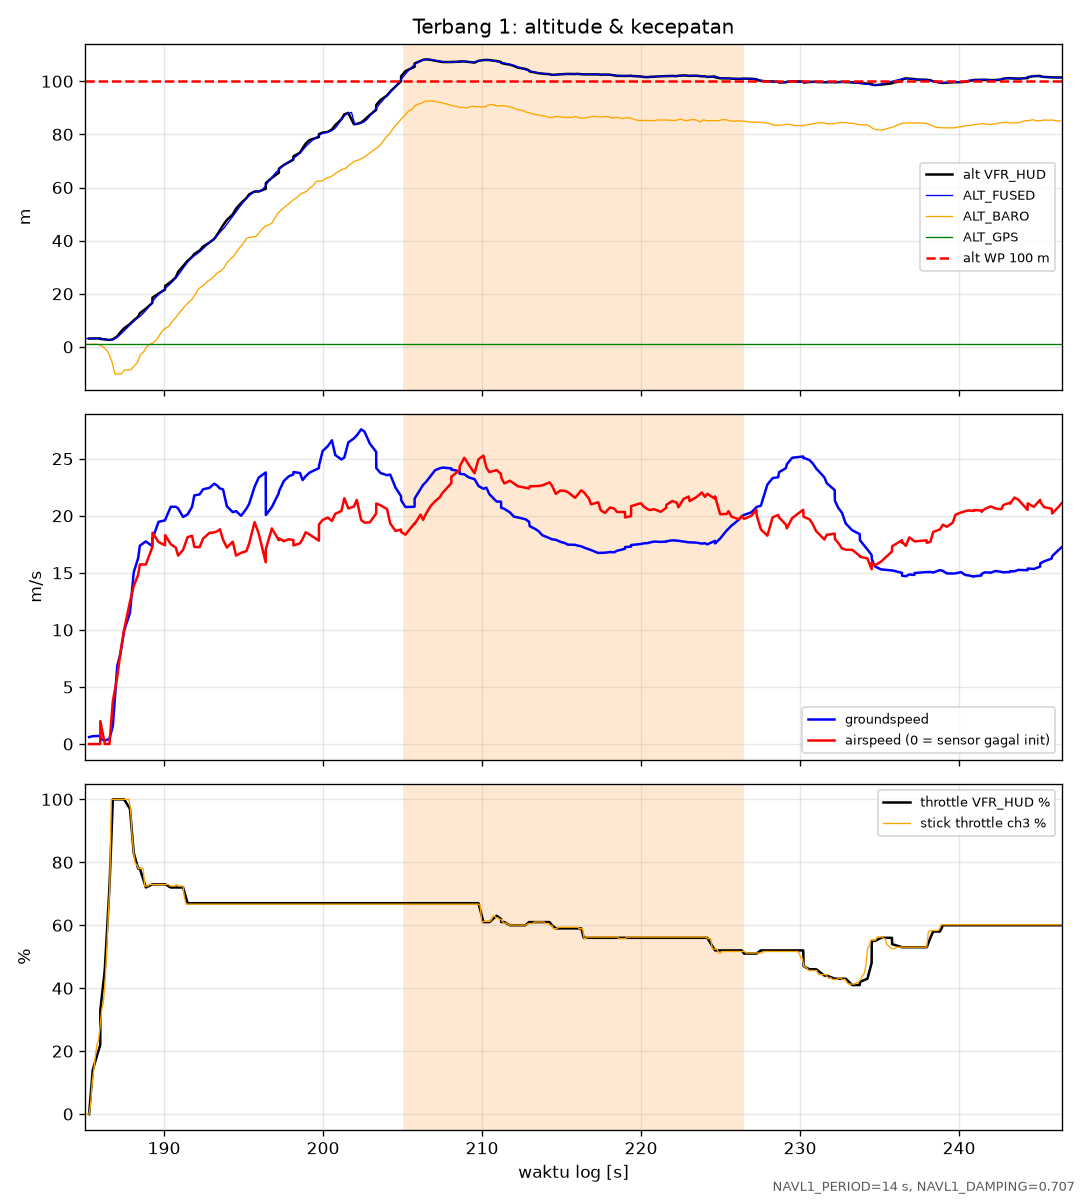 Terbang 1: altitude & kecepatan
100
80
60
40
20
0
m
alt VFR_HUD
ALT_FUSED
ALT_BARO
ALT_GPS
alt WP 100 m
25
20
15
10
5
0
m/s
groundspeed
airspeed (0 = sensor gagal init)
100
80
60
40
20
0
%
throttle VFR_HUD %
stick throttle ch3 %
190 200 210 220 230 240
waktu log [s]
NAVL1_PERIOD=14 s, NAVL1_DAMPING=0.707